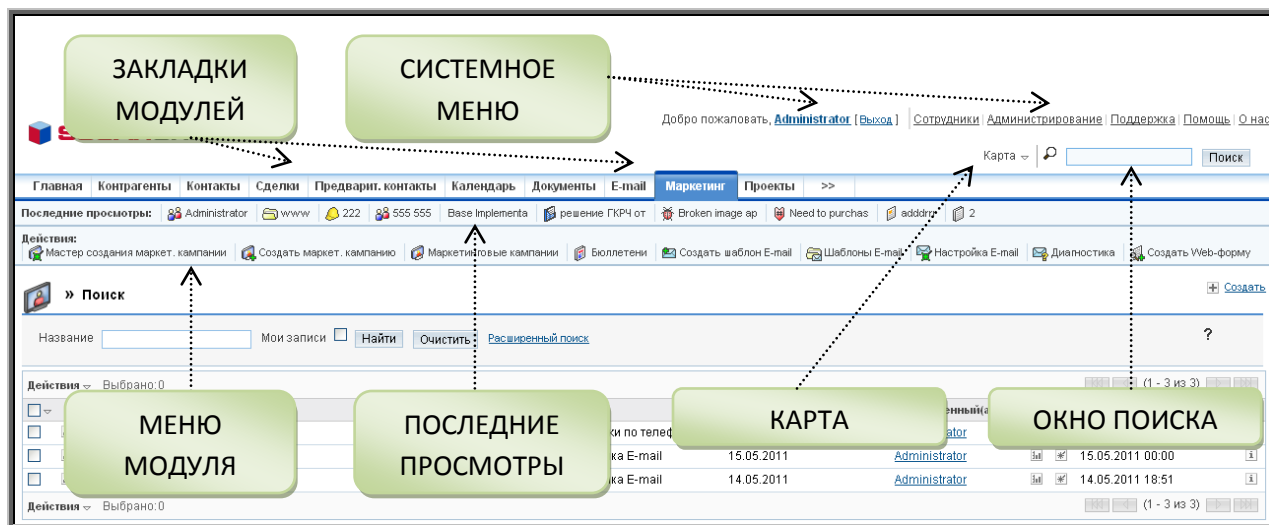 ЗАКЛАДКИ МОДУЛЕЙ
СИСТЕМНОЕ МЕНЮ
Добро пожаловать, Administrator [ Выход ] Сотрудники | Администрирование | Поддержка | Помощь | О нас
Карта Поиск
Главная Контрагенты Контакты Сделки Предварит. контакты Календарь Документы E-mail Маркетинг Проекты >>
Последние просмотры: Administrator www 222 555 555 Base Implementa решение ГКРЧ от Broken image ap Need to purchas adddrr 2
Действия:
Мастер создания маркет. кампании Создать маркет. кампанию Маркетинговые кампании Бюллетени Создать шаблон E-mail Шаблоны E-mail Настройка E-mail Диагностика Создать Web-форму
» Поиск
Создать
Название Мои записи Найти Очистить Расширенный поиск ?
Действия Выбрано:0 (1 - 3 из 3)
МЕНЮ МОДУЛЯ
ПОСЛЕДНИЕ ПРОСМОТРЫ
КАРТА
ОКНО ПОИСКА
15.05.2011 Administrator 15.05.2011 00:00
E-mail 14.05.2011 Administrator 14.05.2011 18:51
Действия Выбрано:0 (1 - 3 из 3)